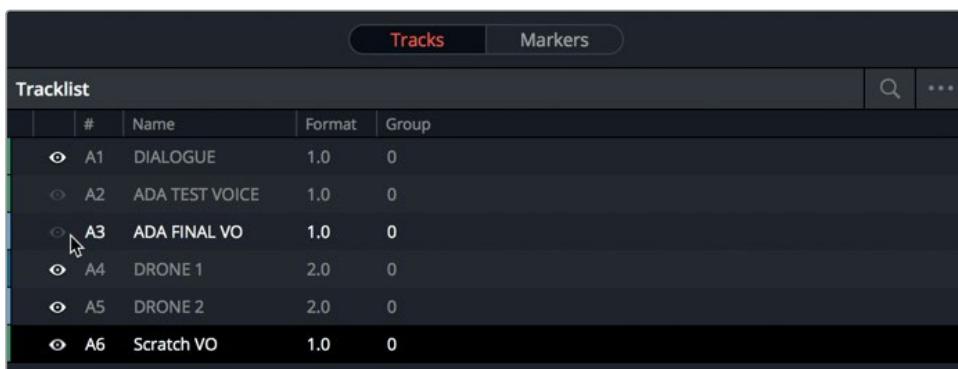 Tracks Markers
Tracklist
# Name Format Group
A1 DIALOGUE 1.0 0
A2 ADA TEST VOICE 1.0 0
A3 ADA FINAL VO 1.0 0
A4 DRONE 1 2.0 0
A5 DRONE 2 2.0 0
A6 Scratch VO 1.0 0